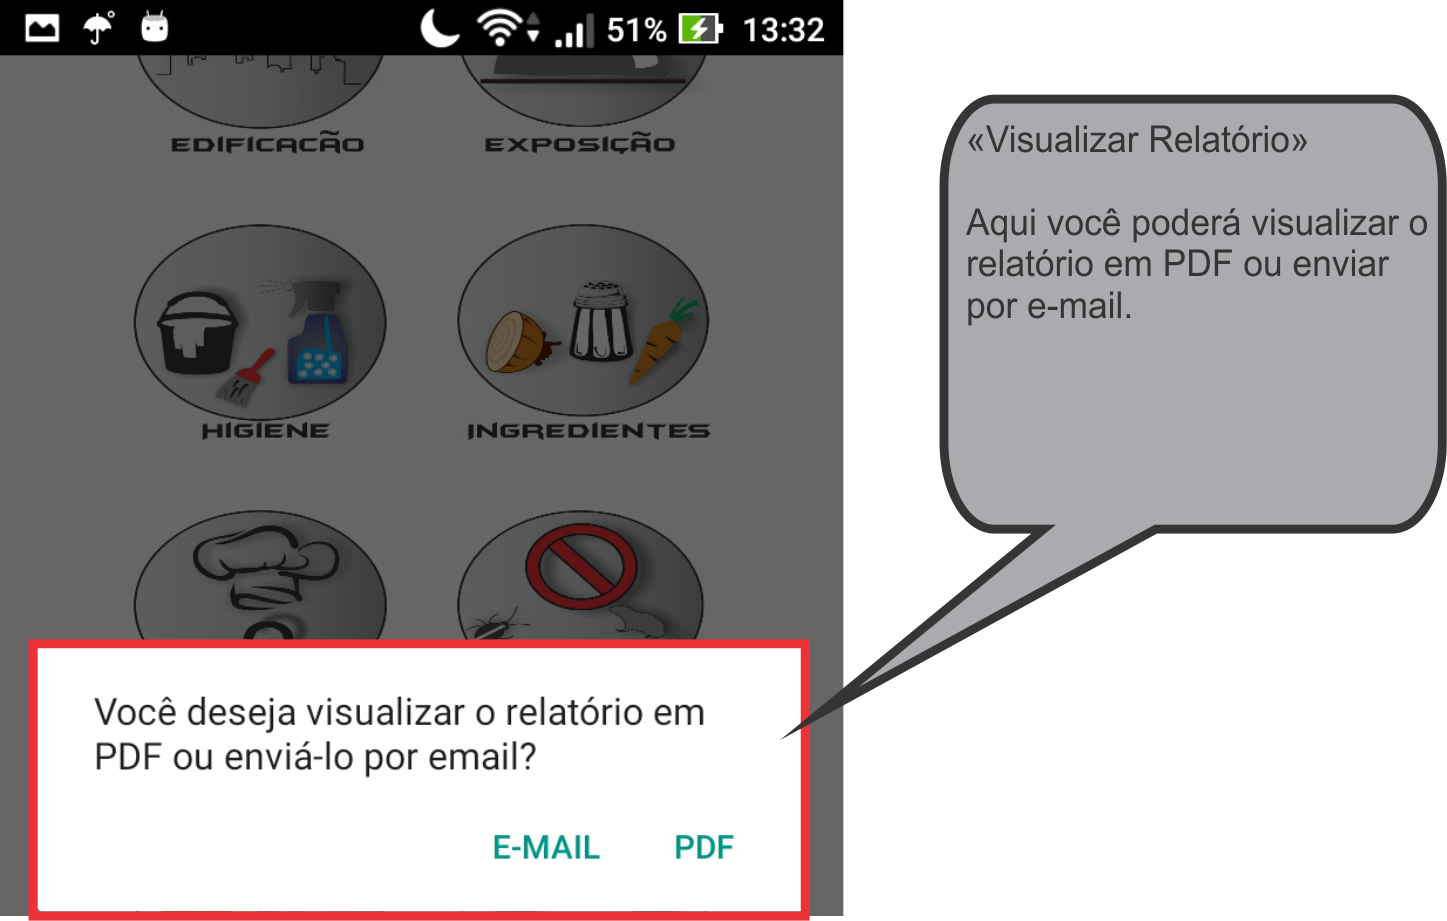 51% 13:32
EDIFICACÃO EXPOSIÇÃO
HIGIENE INGREDIENTES
Você deseja visualizar o relatório em
PDF ou enviá-lo por email?
E-MAIL PDF
«Visualizar Relatório»
Aqui você poderá visualizar o
relatório em PDF ou enviar
por e-mail.